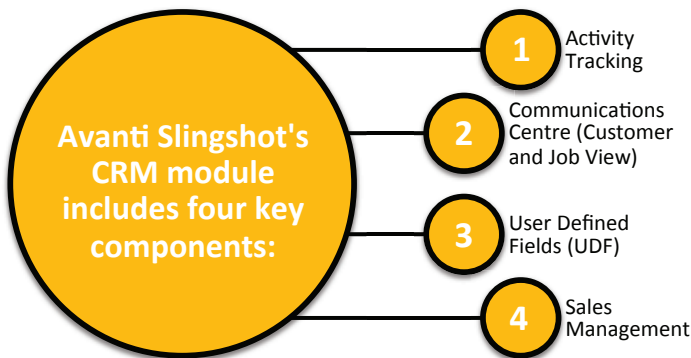 Avanti Slingshot's
CRM module
includes four key
components:
1
Activity
Tracking
2
Communications
Centre (Customer
and Job View)
3
User Defined
Fields (UDF)
4
Sales
Management